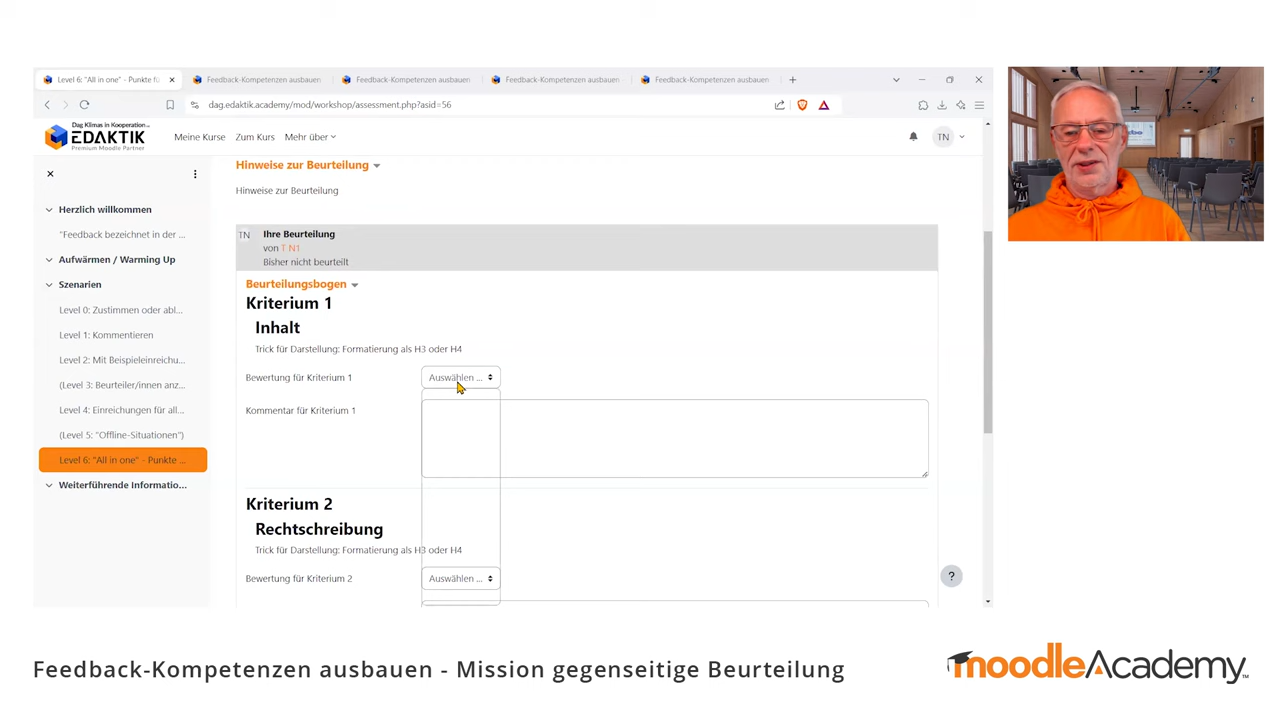 Level 6: "All in one" - Punkte fü
Feedback-Kompetenzen ausbauen
Feedback-Kompetenzen ausbauen
Feedback-Kompetenzen ausbauen
Feedback-Kompetenzen ausbauen
dag.edaktik.academy/mod/workshop/assessment.php?asid=56
Dag Klimas in Kooperation
EDAKTIK
Premium Moodle Partner
Meine Kurse
Zum Kurs
Mehr über
TN
Herzlich willkommen
"Feedback bezeichnet in der ...
Aufwärmen / Warming Up
Szenarien
Level 0: Zustimmen oder abl...
Level 1: Kommentieren
Level 2: Mit Beispieleinreichu...
(Level 3: Beurteiler/innen anz...
Level 4: Einreichungen für all...
(Level 5: "Offline-Situationen")
Level 6: "All in one" - Punkte ...
Weiterführende Informatio...
Hinweise zur Beurteilung
Hinweise zur Beurteilung
TN
Ihre Beurteilung
von T N1
Bisher nicht beurteilt
Beurteilungsbogen
Kriterium 1
Inhalt
Trick für Darstellung: Formatierung als H3 oder H4
Bewertung für Kriterium 1
Auswählen ...
Kommentar für Kriterium 1
Kriterium 2
Rechtschreibung
Trick für Darstellung: Formatierung als H3 oder H4
Bewertung für Kriterium 2
Auswählen ...
?
Feedback-Kompetenzen ausbauen - Mission gegenseitige Beurteilung
moodleAcademy™